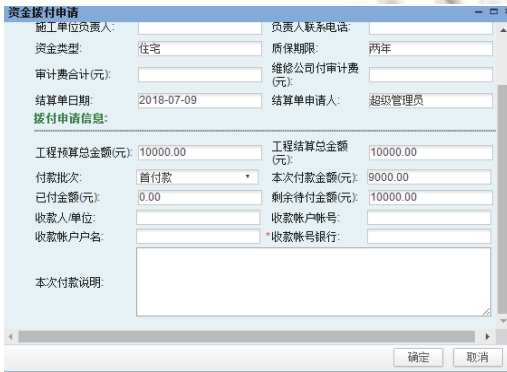 资金拨付申请
施工单位负责人: 负责人联系电话:
资金类型: 住宅 质保期限: 两年
审计费合计(元): 维修公司付审计费(元):
结算单日期: 2018-07-09 结算单申请人: 超级管理员
拨付申请信息:
工程预算总金额(元): 10000.00 工程结算总金额(元): 10000.00
付款批次: 首付款 本次付款金额(元): 9000.00
已付金额(元): 0.00 剩余待付金额(元): 10000.00
收款人/单位: 收款帐户帐号:
收款帐户户名: *收款帐号银行:
本次付款说明:
确定 取消